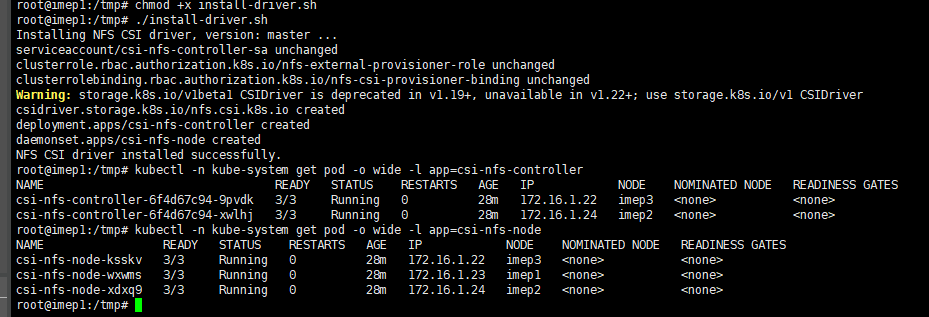 root@imep1:/tmp# chmod +x install-driver.sh
root@imep1:/tmp# ./install-driver.sh
Installing NFS CSI driver, version: master ...
serviceaccount/csi-nfs-controller-sa unchanged
clusterrole.rbac.authorization.k8s.io/nfs-external-provisioner-role unchanged
clusterrolebinding.rbac.authorization.k8s.io/nfs-csi-provisioner-binding unchanged
Warning: storage.k8s.io/v1beta1 CSIDriver is deprecated in v1.19+, unavailable in v1.22+; use storage.k8s.io/v1 CSIDriver
csidriver.storage.k8s.io/nfs.csi.k8s.io created
deployment.apps/csi-nfs-controller created
daemonset.apps/csi-nfs-node created
NFS CSI driver installed successfully.
root@imep1:/tmp# kubectl -n kube-system get pod -o wide -l app=csi-nfs-controller
NAME READY STATUS RESTARTS AGE IP NODE NOMINATED NODE READINESS GATES
csi-nfs-controller-6f4d67c94-9pvdk 3/3 Running 0 28m 172.16.1.22 imep3 <none> <none>
csi-nfs-controller-6f4d67c94-xwlhj 3/3 Running 0 28m 172.16.1.24 imep2 <none> <none>
root@imep1:/tmp# kubectl -n kube-system get pod -o wide -l app=csi-nfs-node
NAME READY STATUS RESTARTS AGE IP NODE NOMINATED NODE READINESS GATES
csi-nfs-node-ksskv 3/3 Running 0 28m 172.16.1.22 imep3 <none> <none>
csi-nfs-node-wxwms 3/3 Running 0 28m 172.16.1.23 imep1 <none> <none>
csi-nfs-node-xdxq9 3/3 Running 0 28m 172.16.1.24 imep2 <none> <none>
root@imep1:/tmp#